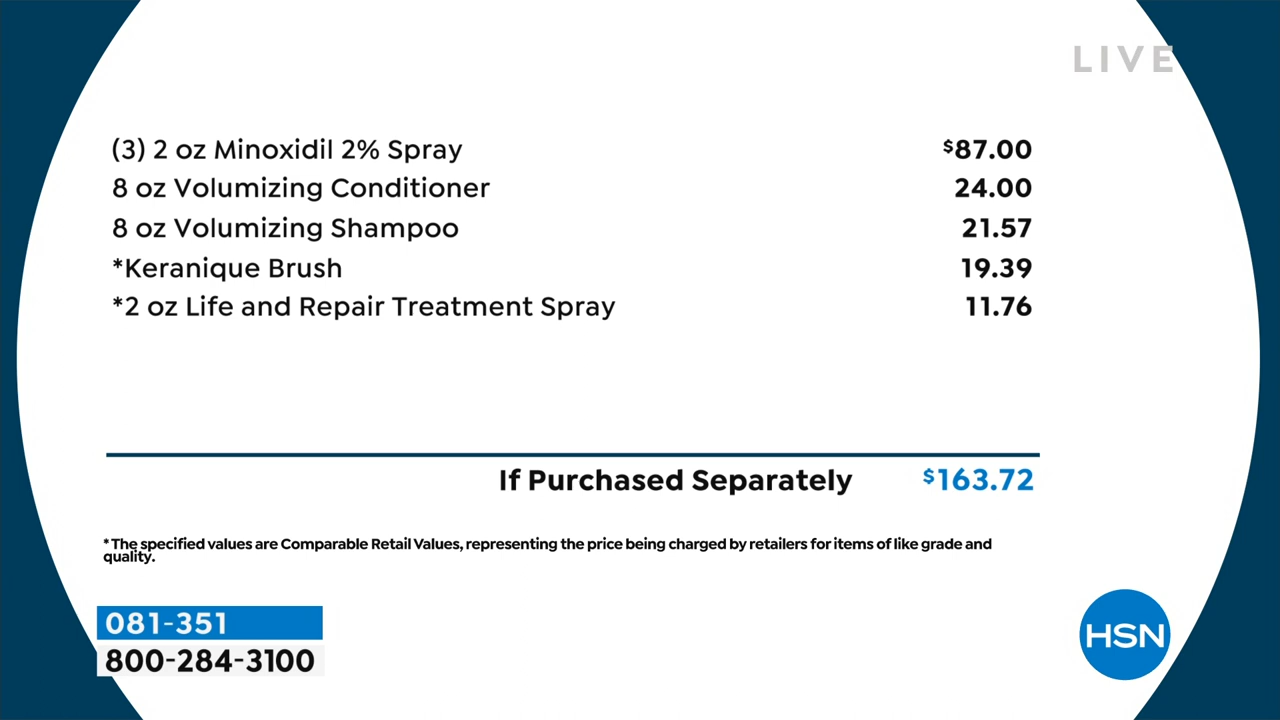 LIVE
(3) 2 oz Minoxidil 2% Spray $87.00
8 oz Volumizing Conditioner 24.00
8 oz Volumizing Shampoo 21.57
*Keranique Brush 19.39
*2 oz Life and Repair Treatment Spray 11.76
If Purchased Separately $163.72
*The specified values are Comparable Retail Values, representing the price being charged by retailers for items of like grade and
quality.
081-351
800-284-3100
HSN